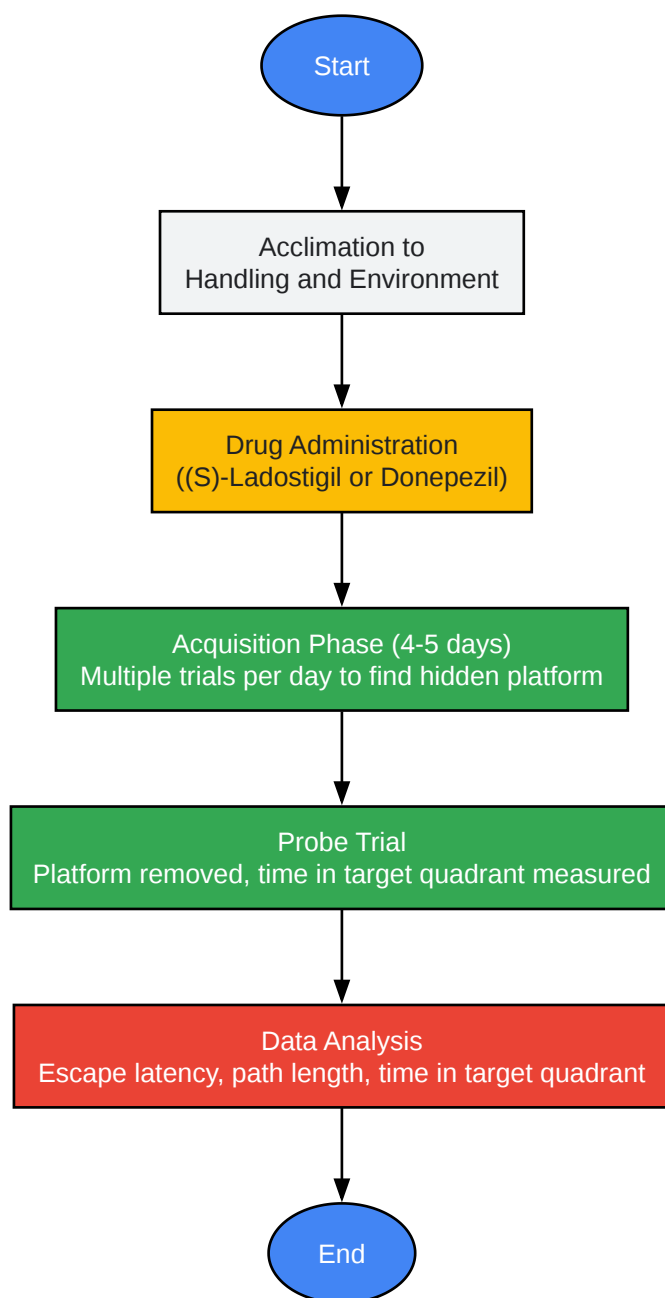 Start
Acclimation to
Handling and Environment
Drug Administration
((S)-Ladostigil or Donepezil)
Acquisition Phase (4-5 days)
Multiple trials per day to find hidden platform
Probe Trial
Platform removed, time in target quadrant measured
Data Analysis
Escape latency, path length, time in target quadrant
End